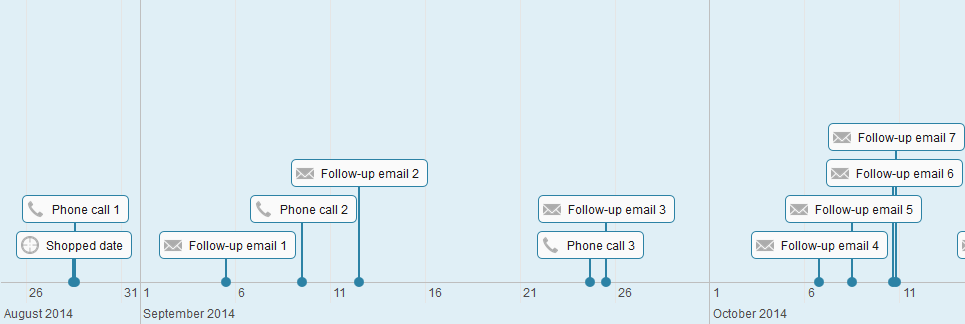 Follow-up email 7
Follow-up email 2
Follow-up email 6
Phone call 1
Phone call 2
Follow-up email 3
Follow-up email 5
Shopped date
Follow-up email 1
Phone call 3
Follow-up email 4
26 31 1 6 11 16 21 26 1 6 11
August 2014 September 2014 October 2014